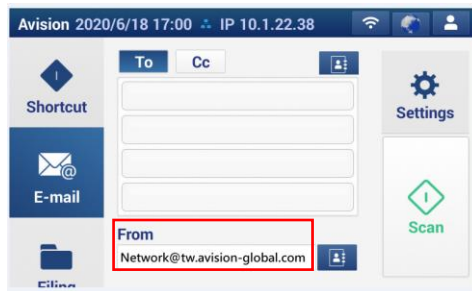 Avision 2020/6/18 17:00 IP 10.1.22.38
To Cc
Shortcut
Settings
E-mail
Scan
From
Network@tw.avision-global.com
Filing